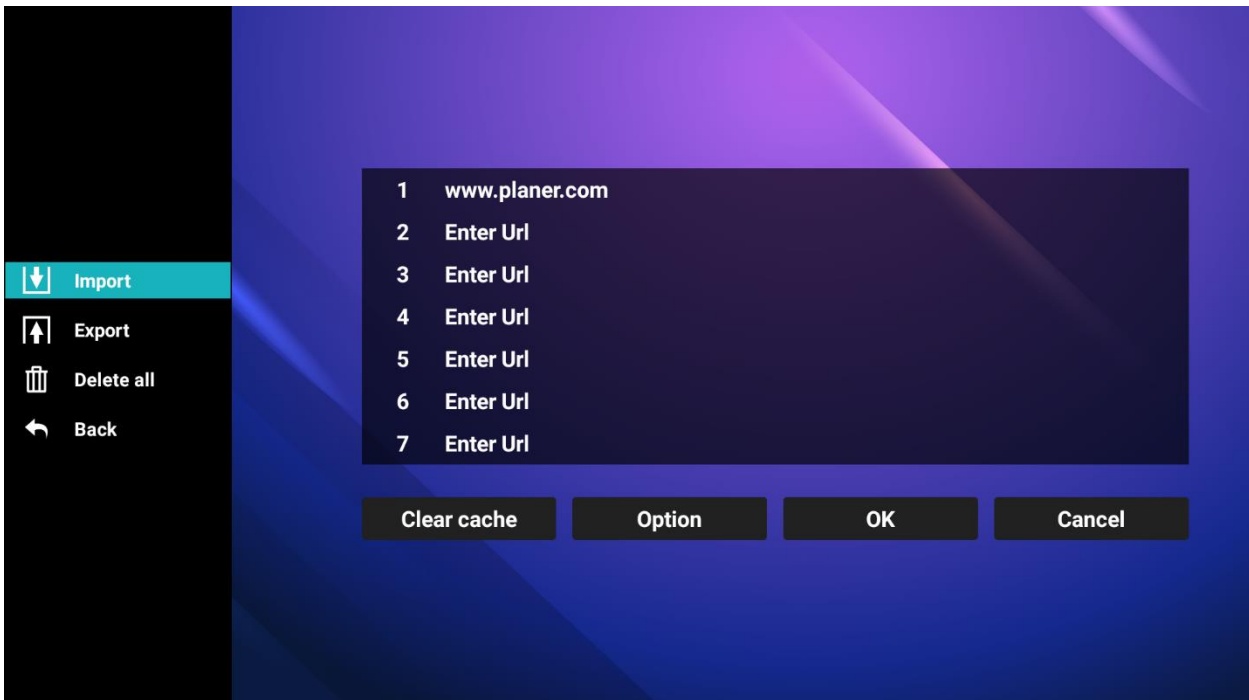 Import
Export
Delete all
Back
1 www.planer.com
2 Enter Url
3 Enter Url
4 Enter Url
5 Enter Url
6 Enter Url
7 Enter Url
Clear cache Option OK Cancel